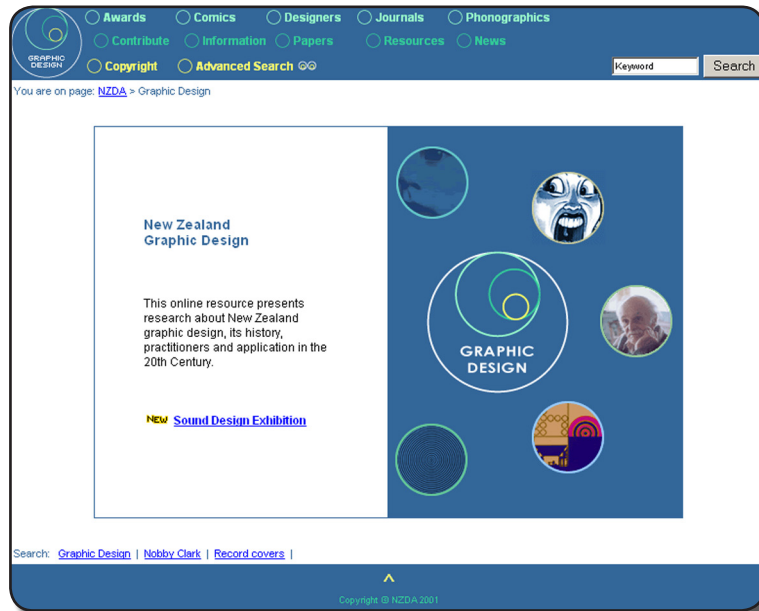 Awards Comics Designers Journals Phonographics
Contribute Information Papers Resources News
GRAPHIC
DESIGN
Copyright Advanced Search
Keyword Search
You are on page: NZDA > Graphic Design
New Zealand
Graphic Design
This online resource presents
research about New Zealand
graphic design, its history,
practitioners and application in the
20th Century.
NEW Sound Design Exhibition
GRAPHIC
DESIGN
Search: Graphic Design | Nobby Clark | Record covers |
^
Copyright @ NZDA 2001